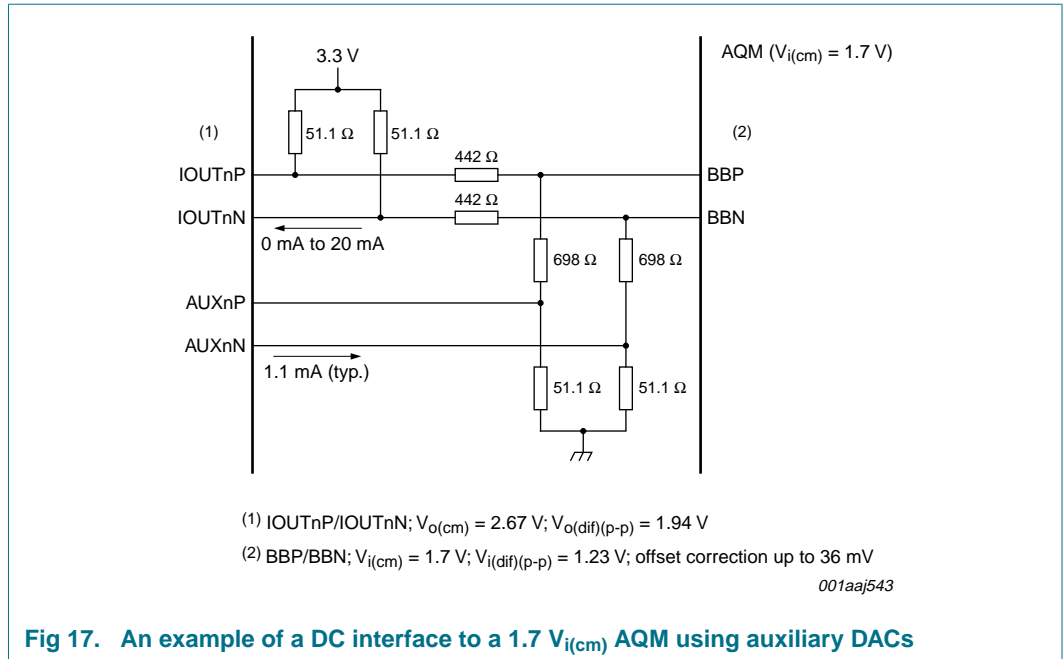 3.3 V
AQM (Vi(cm) = 1.7 V)
(1)
51.1 Ω
51.1 Ω
(2)
442 Ω
IOUTnP
BBP
442 Ω
IOUTnN
BBN
0 mA to 20 mA
698 Ω
698 Ω
AUXnP
AUXnN
1.1 mA (typ.)
51.1 Ω
51.1 Ω
(1) IOUTnP/IOUTnN; Vo(cm) = 2.67 V; Vo(dif)(p-p) = 1.94 V
(2) BBP/BBN; Vi(cm) = 1.7 V; Vi(dif)(p-p) = 1.23 V; offset correction up to 36 mV
001aaj543
Fig 17. An example of a DC interface to a 1.7 Vi(cm) AQM using auxiliary DACs